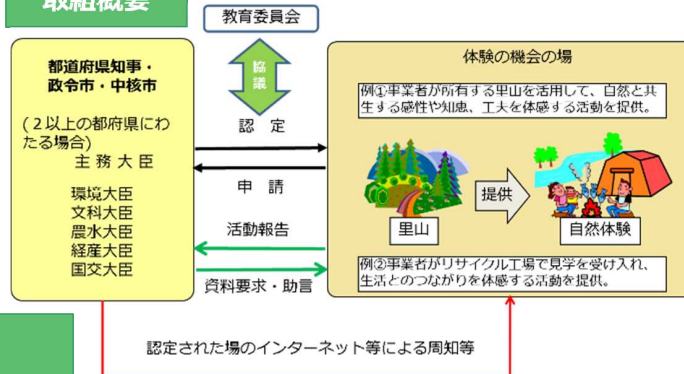 取組概要
教育委員会
協議
都道府県知事・
政令市・中核市
(２以上の都府県にわ
たる場合)
主務大臣
環境大臣
文科大臣
農水大臣
経産大臣
国交大臣
認定
申請
活動報告
資料要求・助言
体験の機会の場
例①事業者が所有する里山を活用して、自然と共
生する感性や知恵、工夫を体感する活動を提供。
提供
里山
自然体験
例②事業者がリサイクル工場で見学を受け入れ、
生活とのつながりを体感する活動を提供。
認定された場のインターネット等による周知等